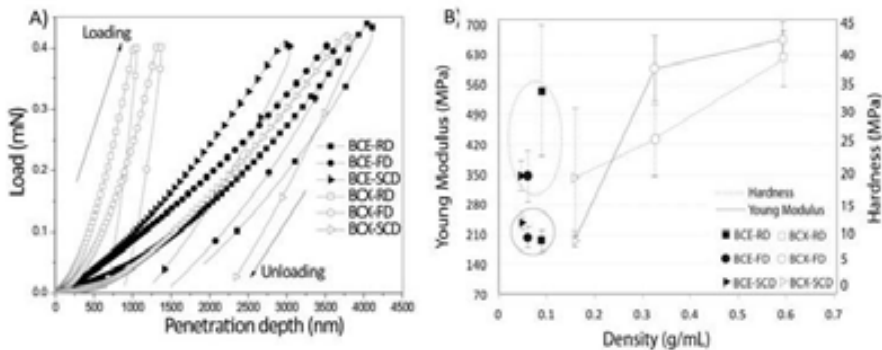 A)
Loading
Load (mN)
0.4
0.3
0.2
0.1
0.0
BCE-RD
BCE-FD
BCE-SCD
BCX-RD
BCX-FD
BCX-SCD
Unloading
0 500 1000 1500 2000 2500 3000 3500 4000 4500
Penetration depth (nm)
B)
Young Modulus (MPa)
700
630
560
490
420
350
280
210
140
70
Hardness (MPa)
45
40
35
30
25
20
15
10
5
0
Hardness
Young Modulus
BCE-RD BCX-RD
BCE-FD BCX-FD
BCE-SCD BCX-SCD
0 0.1 0.2 0.3 0.4 0.5 0.6 0.7
Density (g/mL)